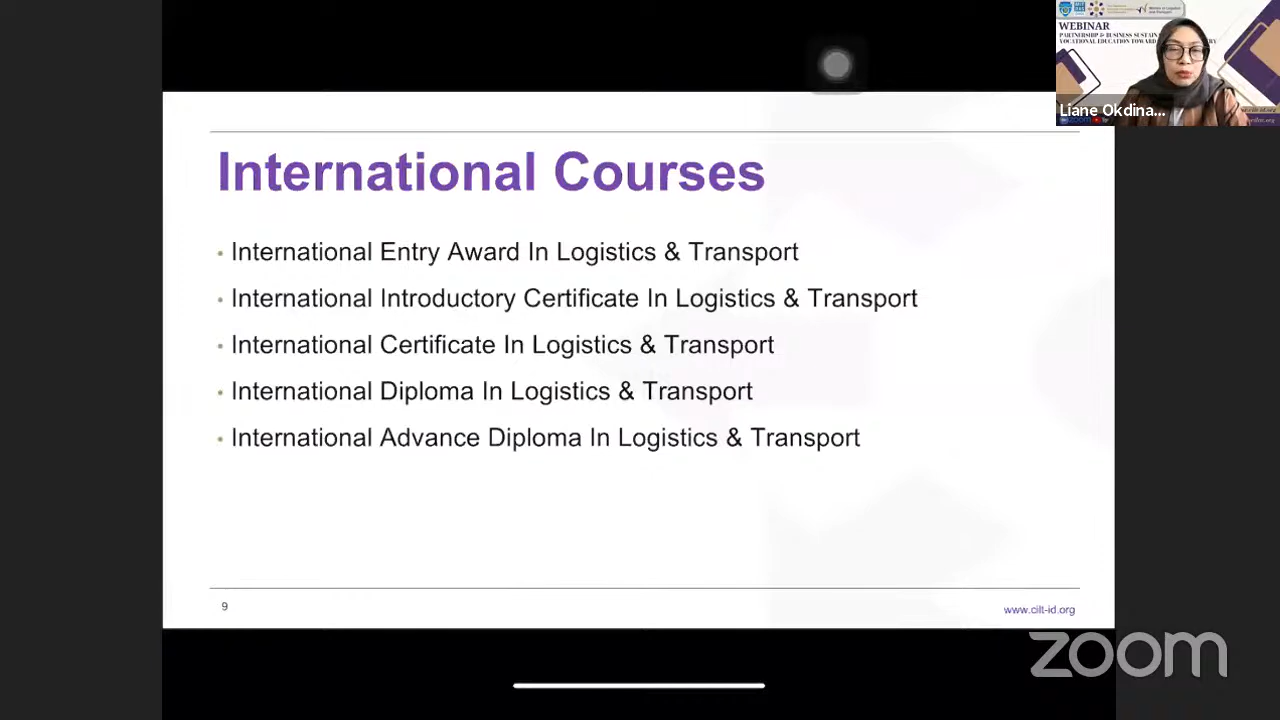 WEBINAR
Liane Okdina...
zoom
International Courses
• International Entry Award In Logistics & Transport
• International Introductory Certificate In Logistics & Transport
• International Certificate In Logistics & Transport
• International Diploma In Logistics & Transport
• International Advance Diploma In Logistics & Transport
9
www.cilt-id.org
zoom